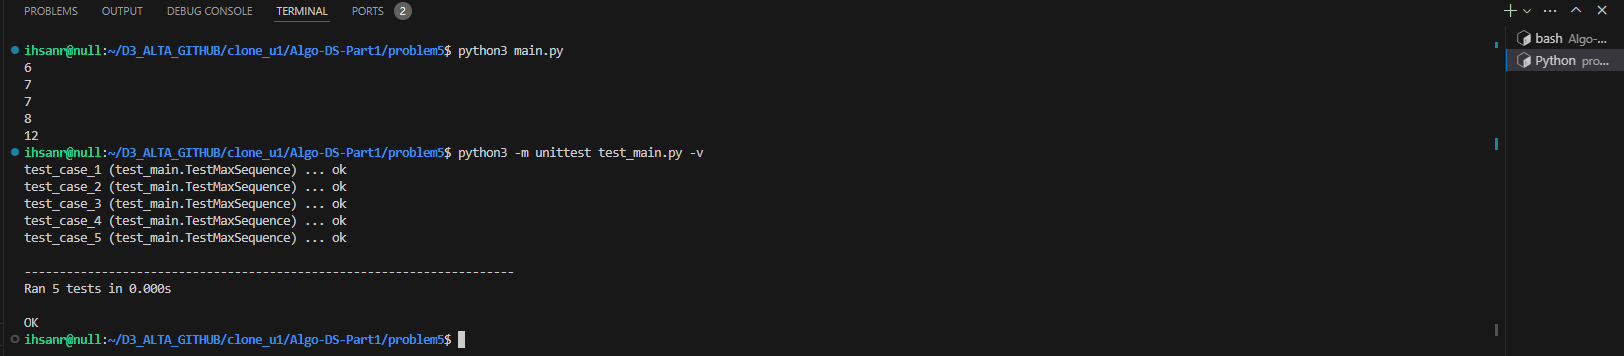 PROBLEMS OUTPUT DEBUG CONSOLE TERMINAL PORTS 2
ihsanr@null:~/D3_ALTA_GITHUB/clone_u1/Algo-DS-Part1/problem5$ python3 main.py
6
7
7
8
12
ihsanr@null:~/D3_ALTA_GITHUB/clone_u1/Algo-DS-Part1/problem5$ python3 -m unittest test_main.py -v
test_case_1 (test_main.TestMaxSequence) ... ok
test_case_2 (test_main.TestMaxSequence) ... ok
test_case_3 (test_main.TestMaxSequence) ... ok
test_case_4 (test_main.TestMaxSequence) ... ok
test_case_5 (test_main.TestMaxSequence) ... ok
----------------------------------------------------------------------
Ran 5 tests in 0.000s
OK
ihsanr@null:~/D3_ALTA_GITHUB/clone_u1/Algo-DS-Part1/problem5$
bash Algo-...
Python pro...